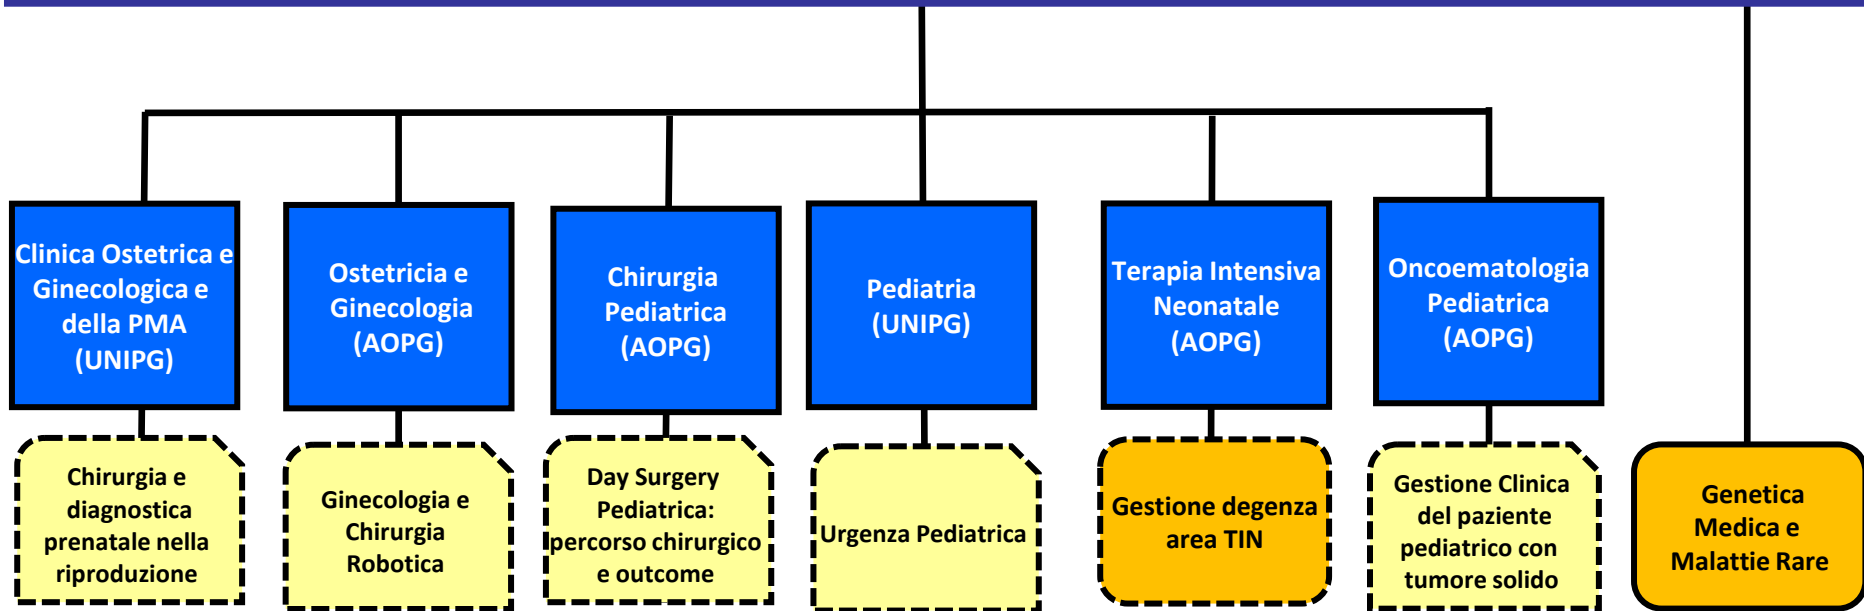 Clinica Ostetrica e
Ginecologica e
della PMA
(UNIPG)
Ostetricia e
Ginecologia
(AOPG)
Chirurgia
Pediatrica
(AOPG)
Pediatria
(UNIPG)
Terapia Intensiva
Neonatale
(AOPG)
Oncoematologia
Pediatrica
(AOPG)
Chirurgia e
diagnostica
prenatale nella
riproduzione
Ginecologia e
Chirurgia
Robotica
Day Surgery
Pediatrica:
percorso chirurgico
e outcome
Urgenza Pediatrica
Gestione degenza
area TIN
Gestione Clinica
del paziente
pediatrico con
tumore solido
Genetica
Medica e
Malattie Rare